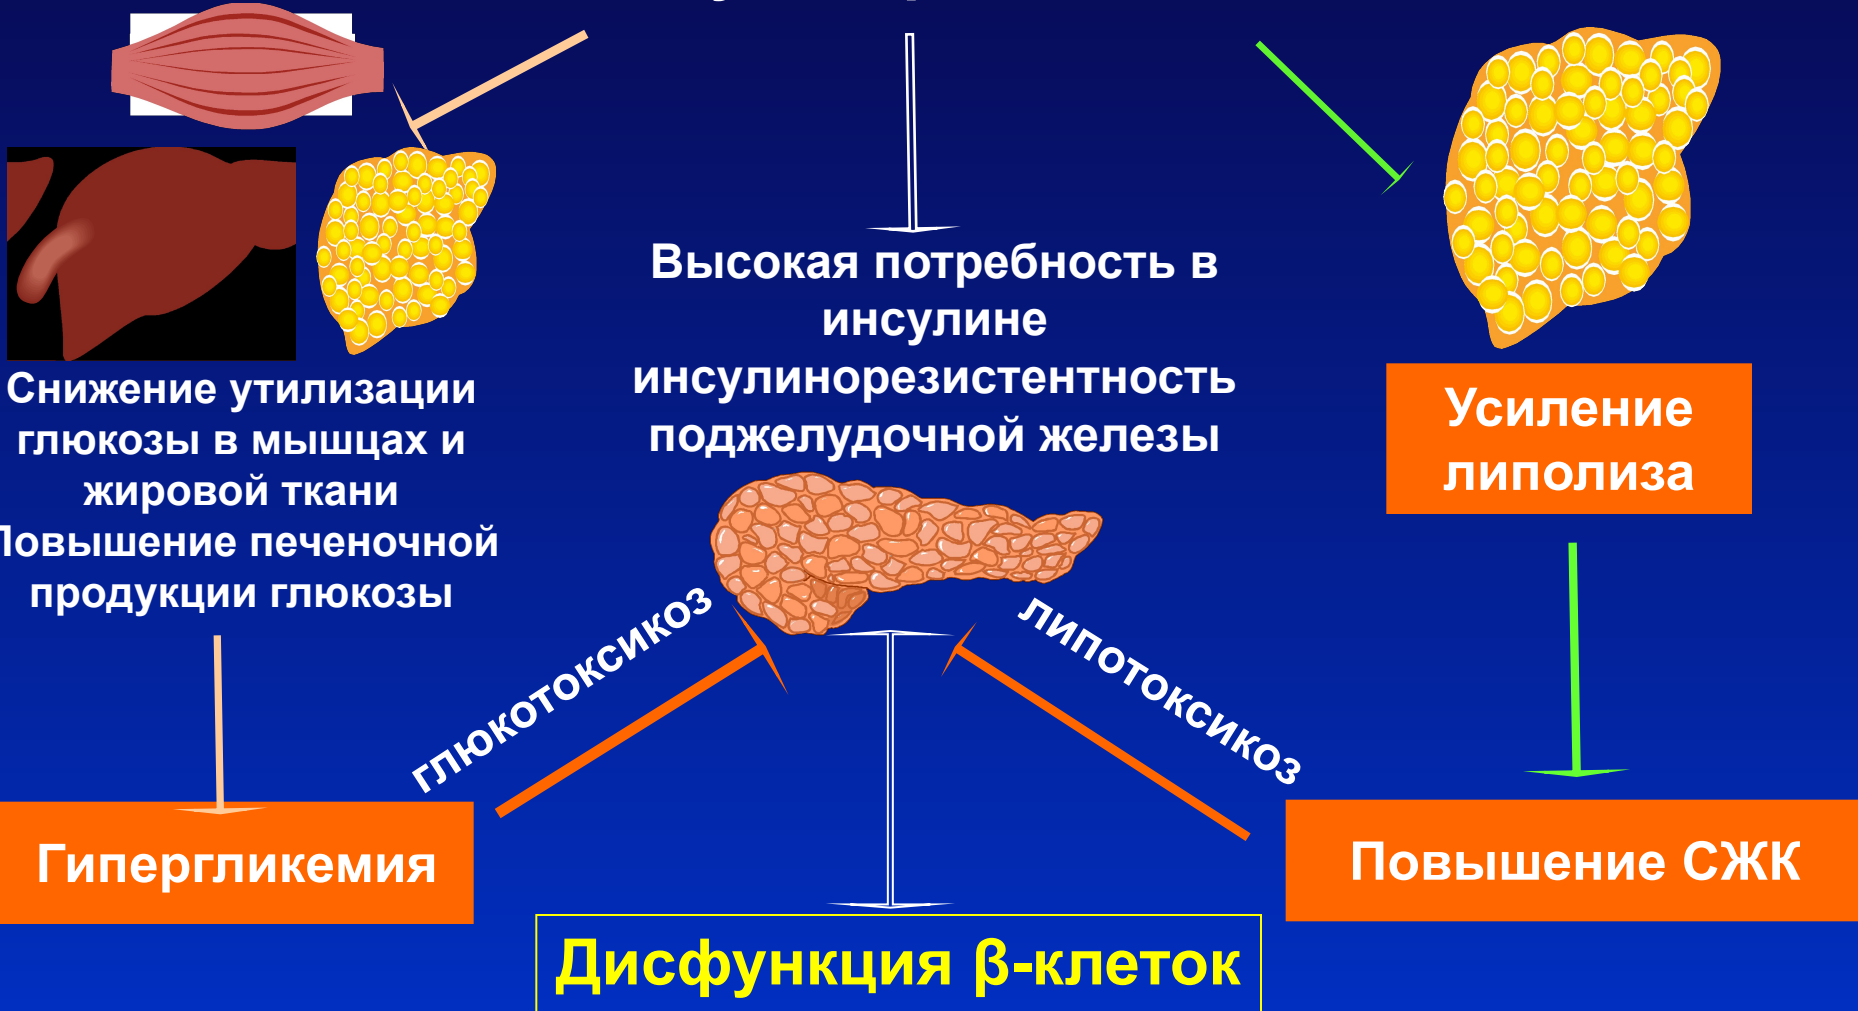 Высокая потребность в
инсулине
инсулинорезистентность
поджелудочной железы
Снижение утилизации
глюкозы в мышцах и
жировой ткани
Повышение печеночной
продукции глюкозы
Усиление
липолиза
глюкотоксикоз
липотоксикоз
Гипергликемия
Повышение СЖК
Дисфункция β-клеток